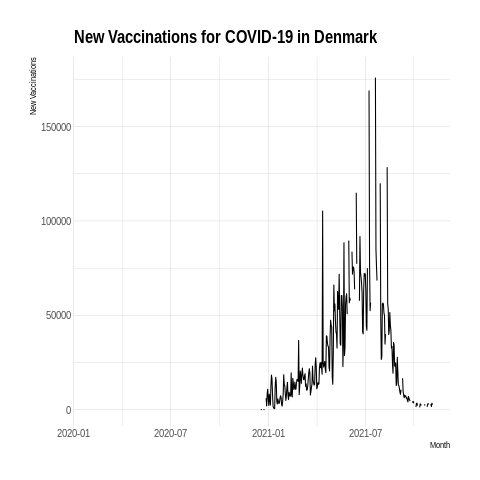 New Vaccinations for COVID-19 in Denmark
New Vaccinations
150000
100000
50000
0
2020-01 2020-07 2021-01 2021-07
Month